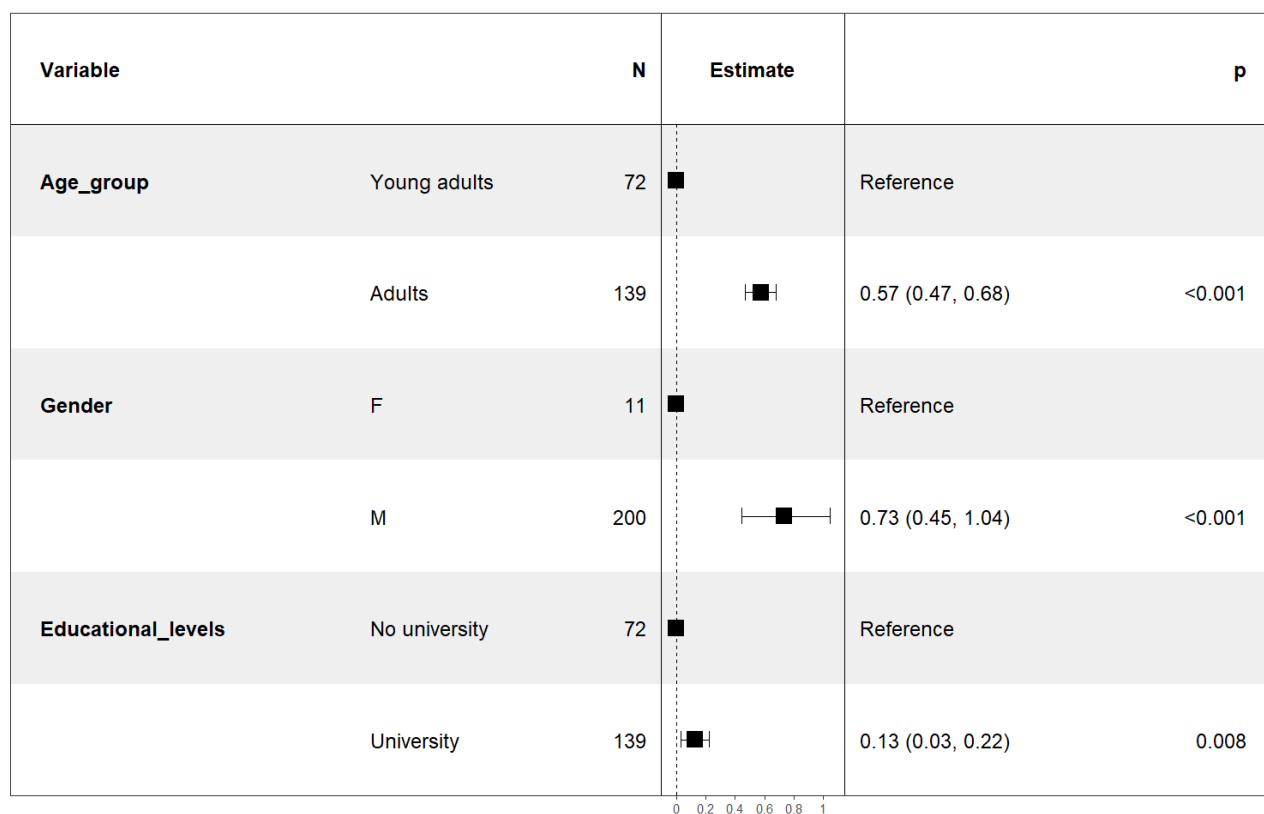 Variable N Estimate p
Age_group Young adults 72 Reference
Adults 139 0.57 (0.47, 0.68) <0.001
Gender F 11 Reference
M 200 0.73 (0.45, 1.04) <0.001
Educational_levels No university 72 Reference
University 139 0.13 (0.03, 0.22) 0.008
0 0.2 0.4 0.6 0.8 1